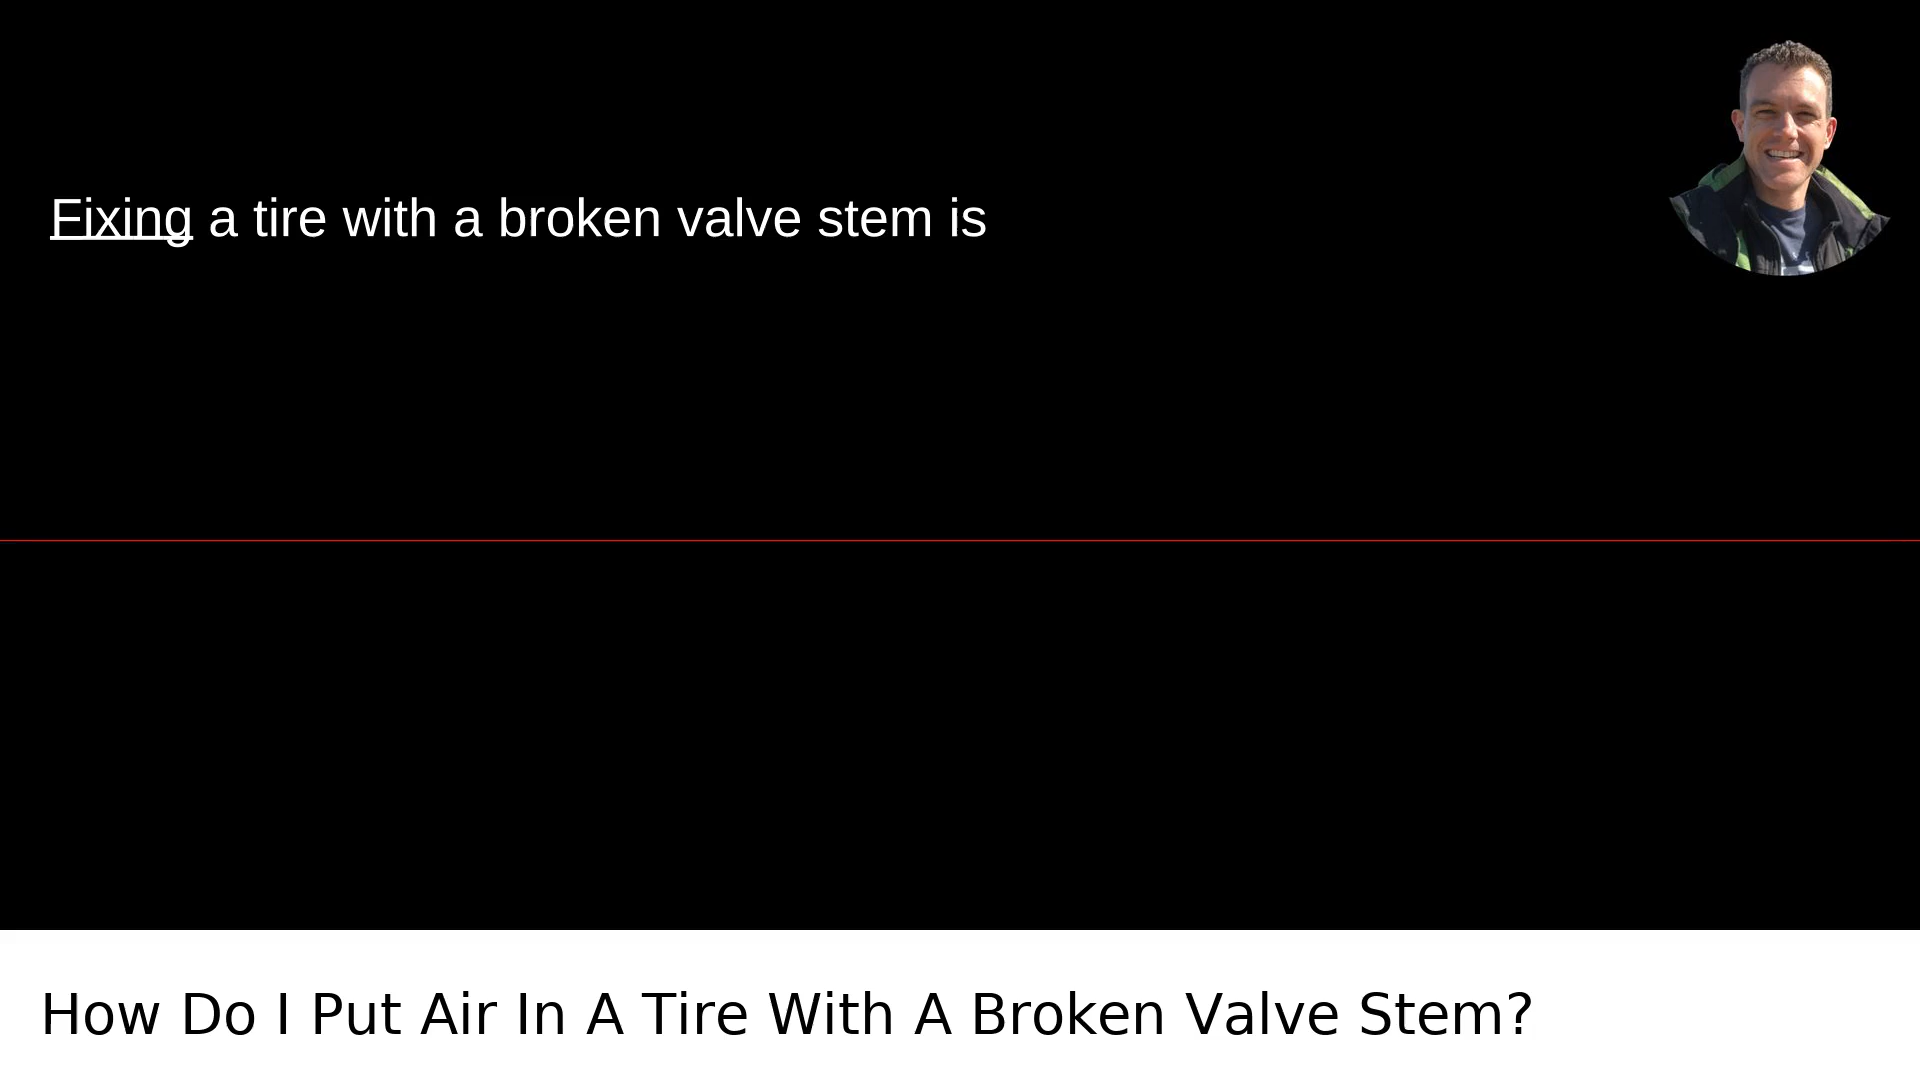 Fixing a tire with a broken valve stem is
How Do I Put Air In A Tire With A Broken Valve Stem?